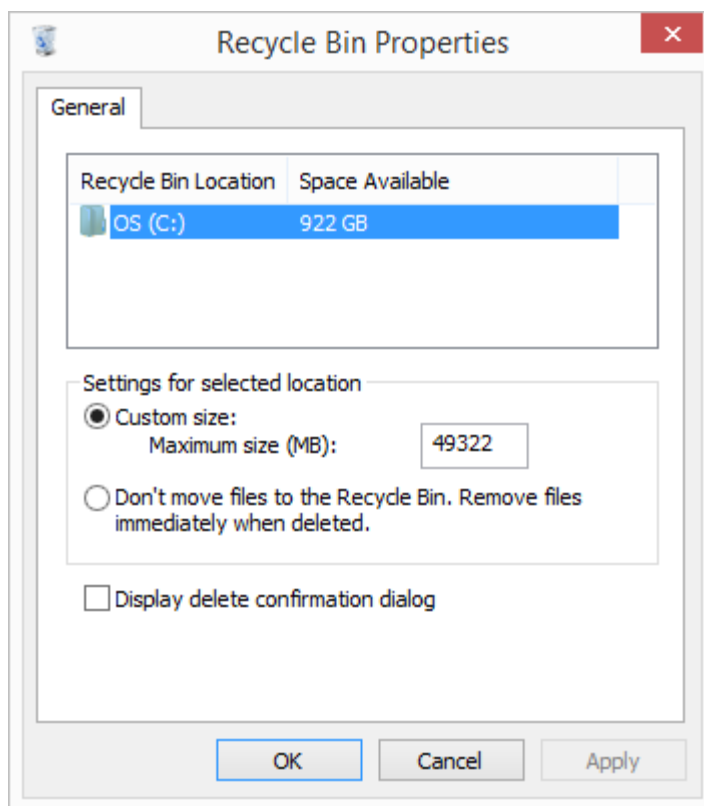 Recycle Bin Properties
General
Recycle Bin Location Space Available
OS (C:) 922 GB
Settings for selected location
Custom size:
Maximum size (MB): 49322
Don't move files to the Recycle Bin. Remove files
immediately when deleted.
Display delete confirmation dialog
OK Cancel Apply